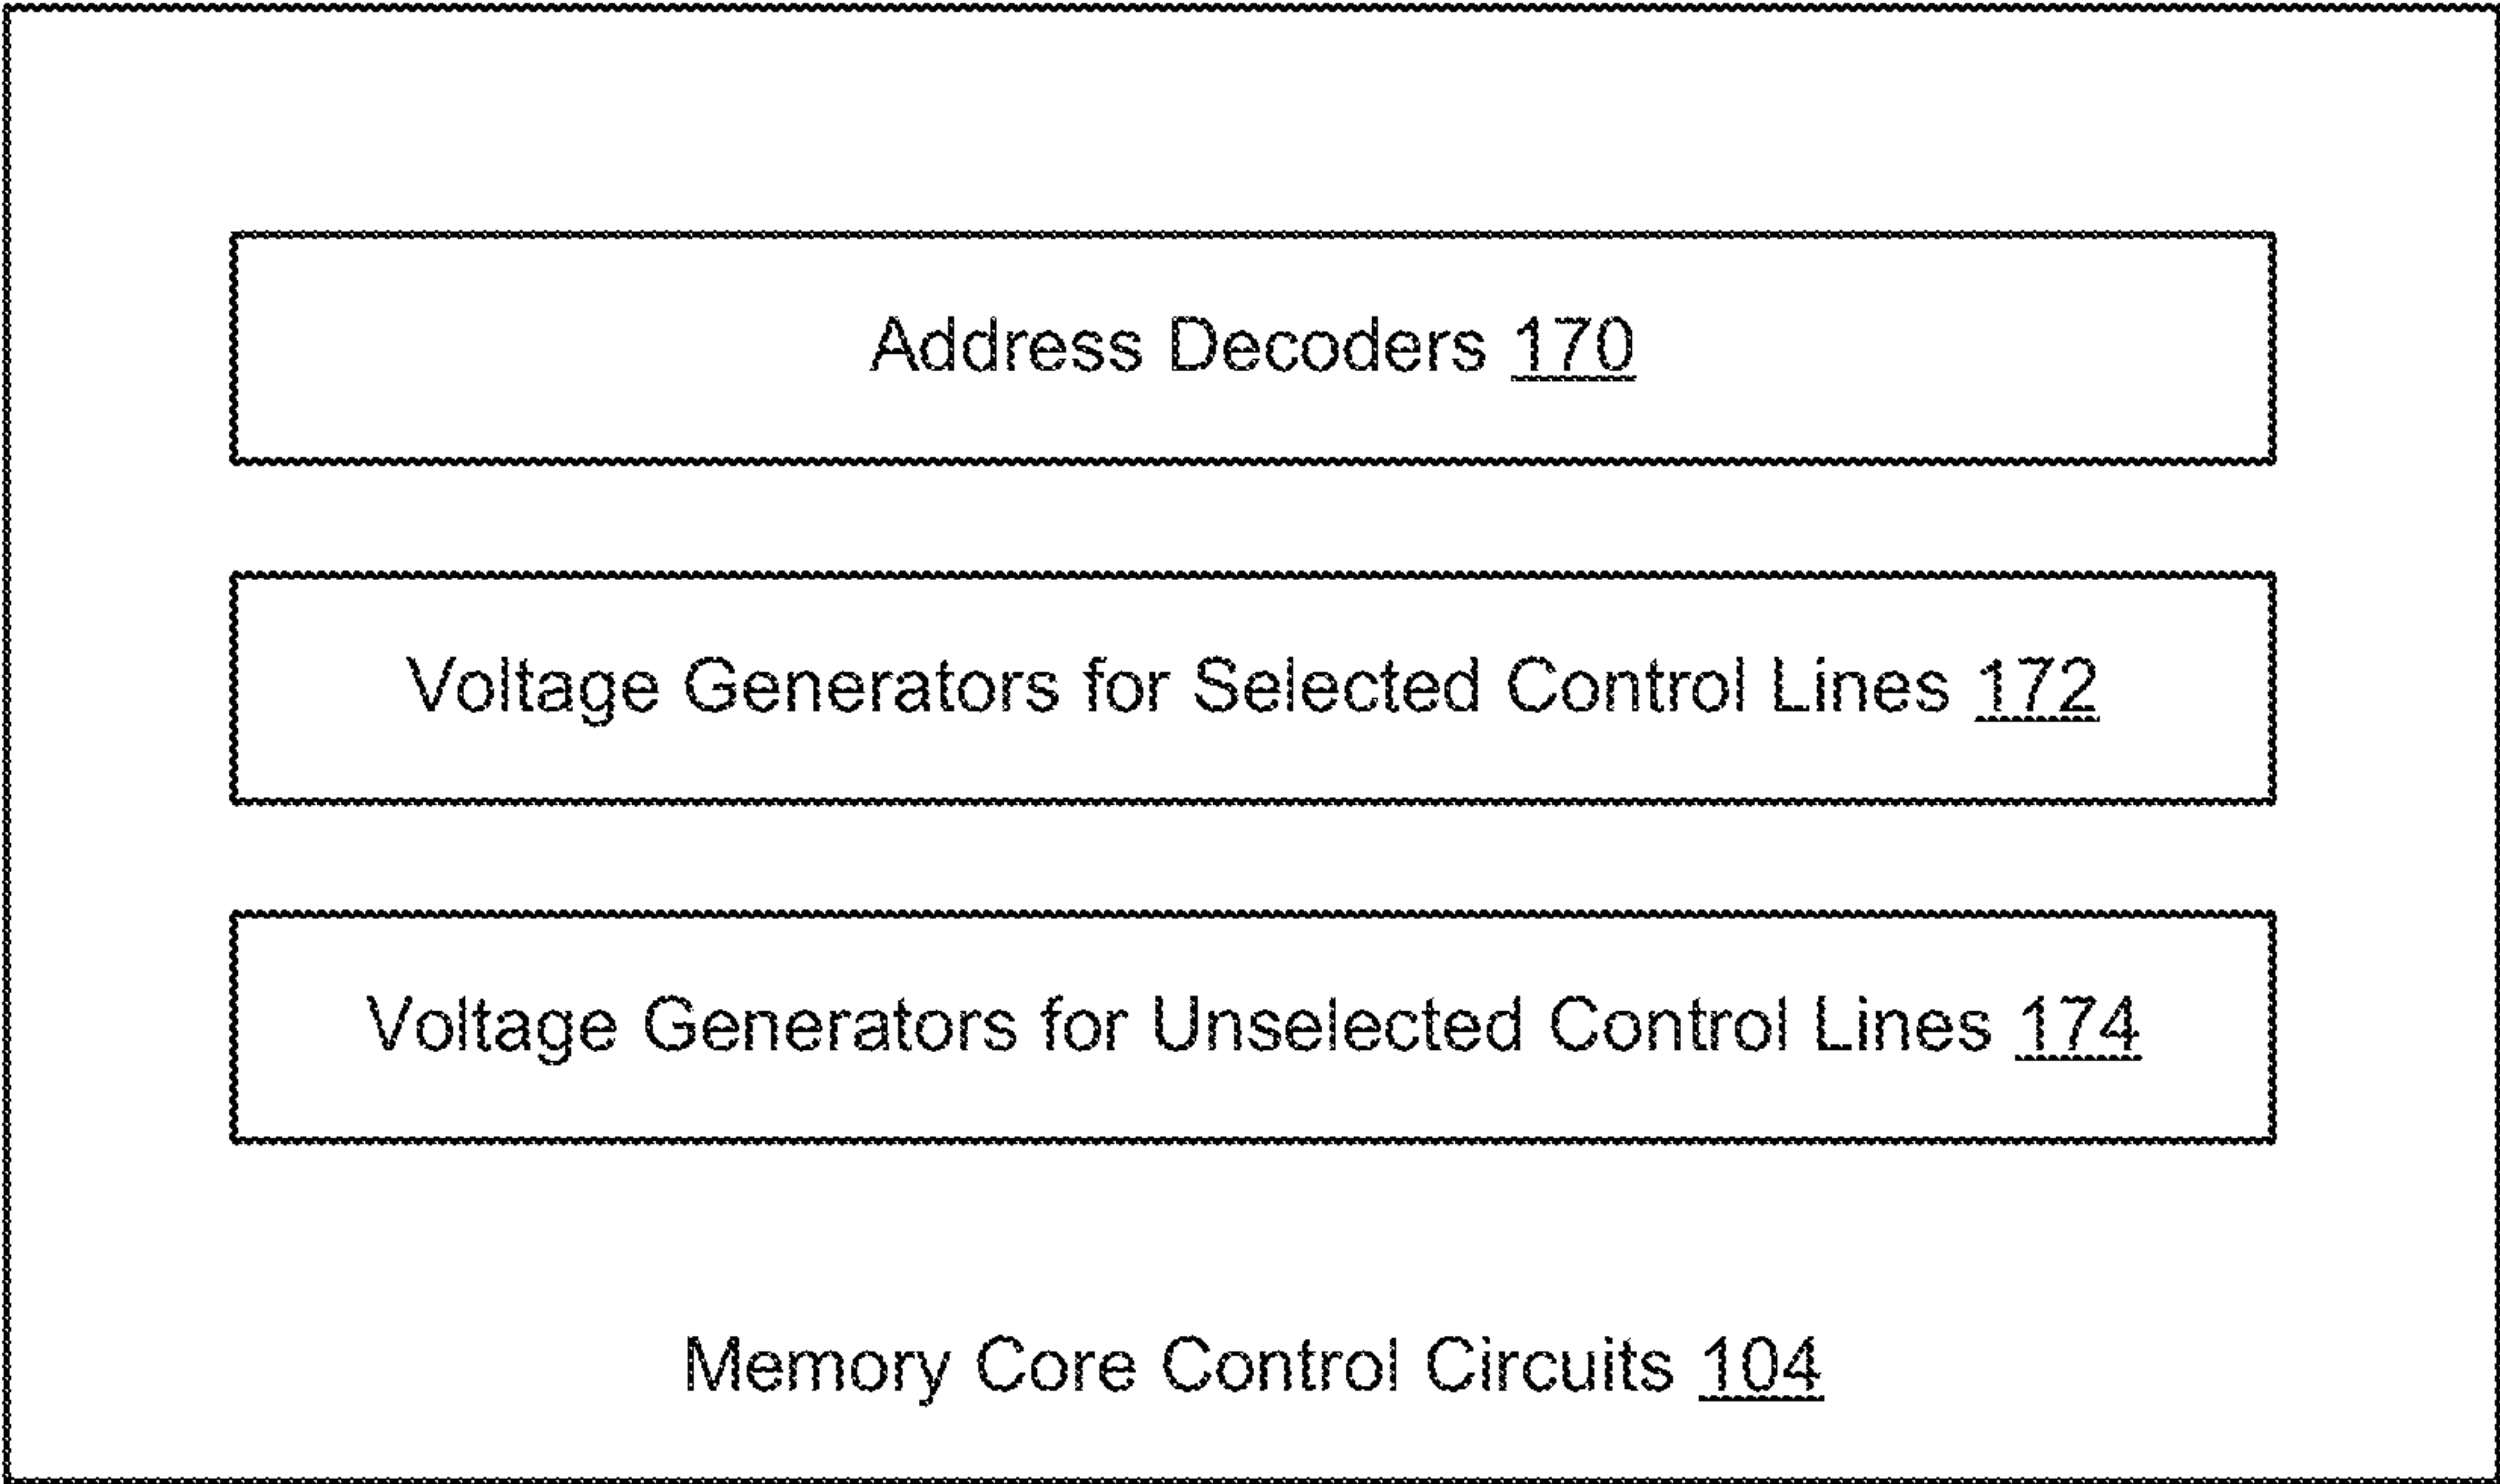 Address Decoders 170
Voltage Generators for Selected Control Lines 172
Voltage Generators for Unselected Control Lines 174
Memory Core Control Circuits 104